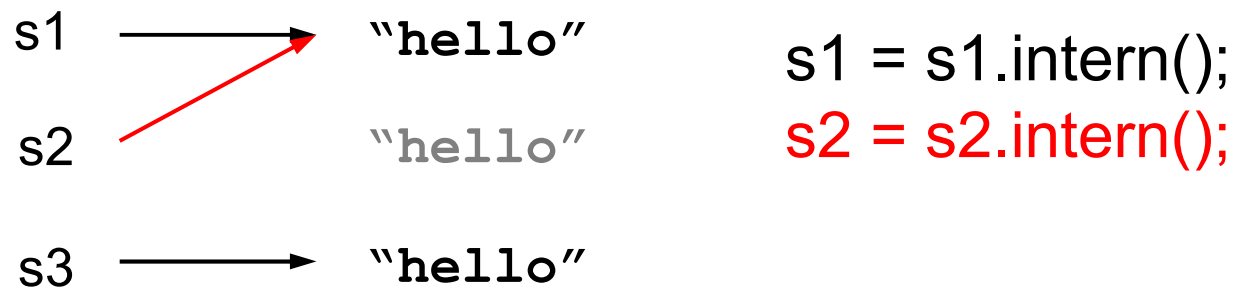 s1 “hello” s1 = s1.intern();
s2 “hello” s2 = s2.intern();
s3 “hello”